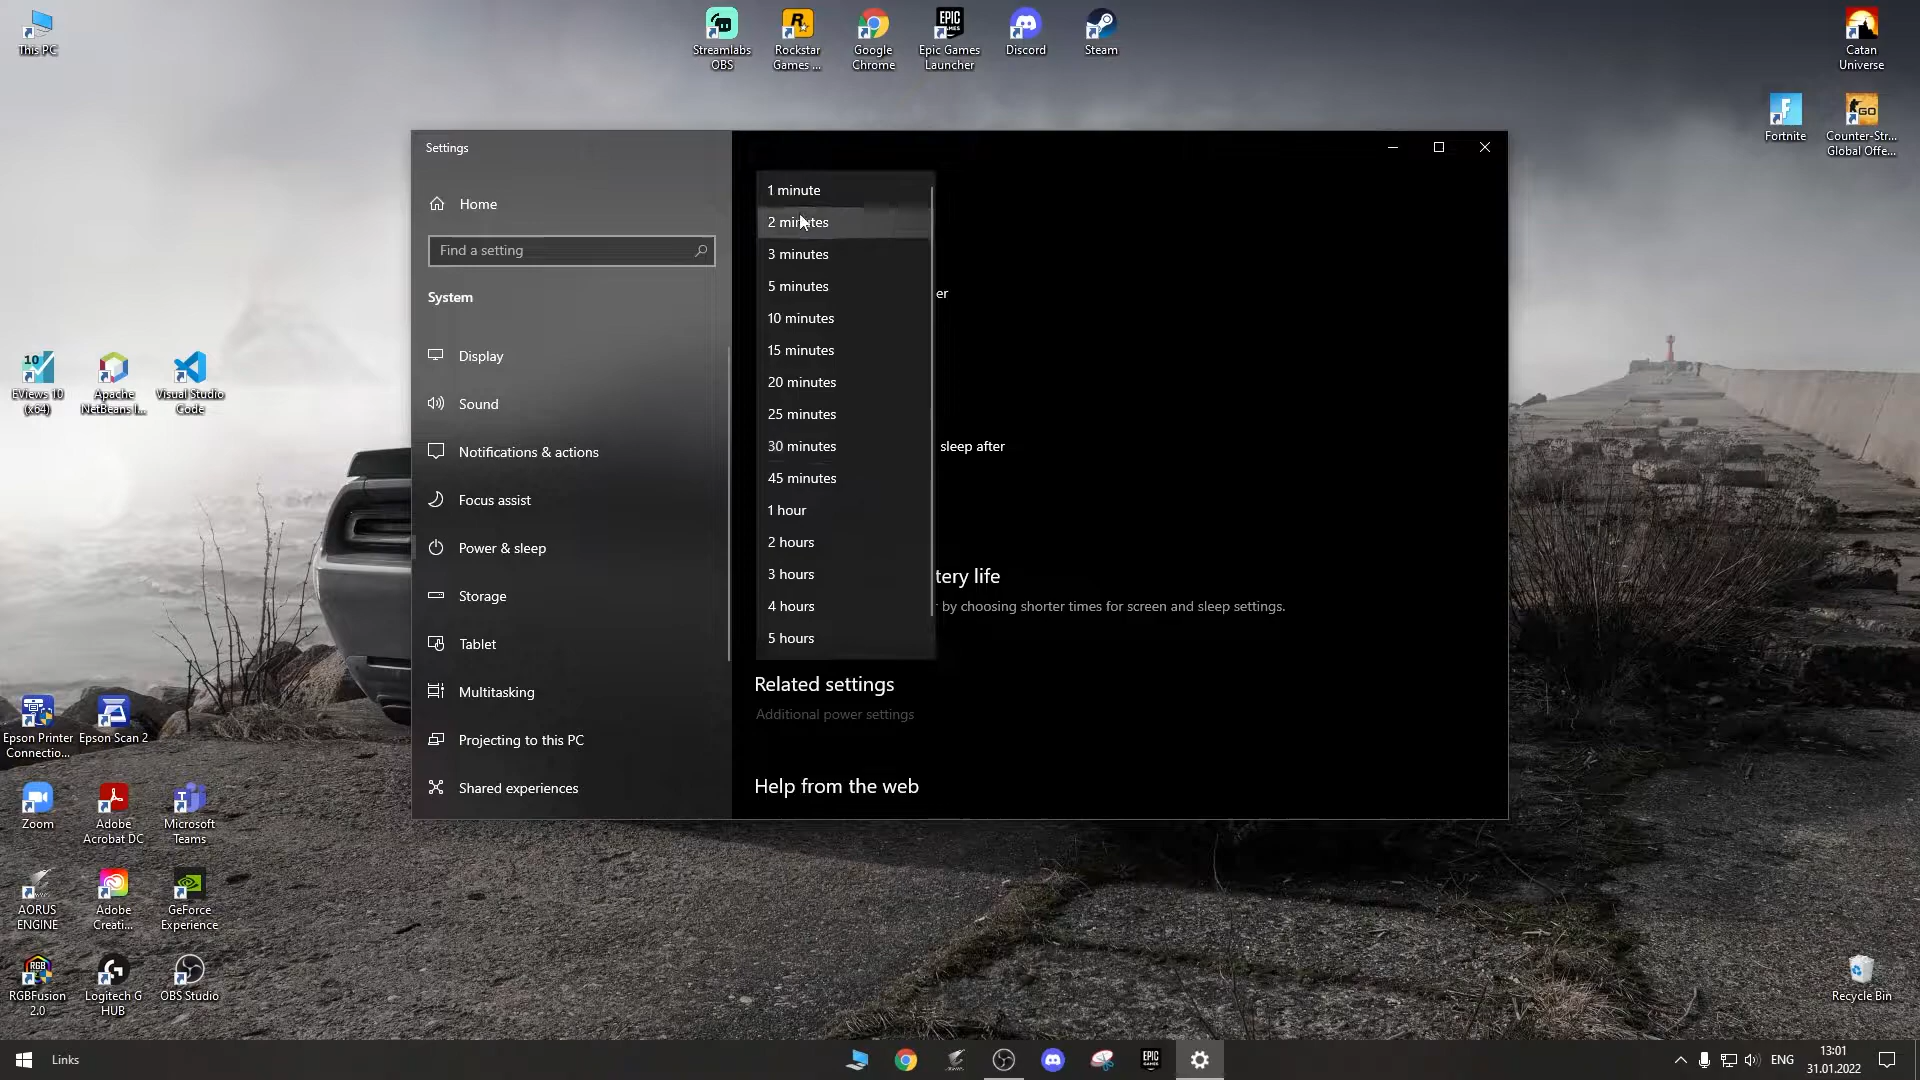 This PC
Streamlabs
OBS
Rockstar
Games ...
Google
Chrome
Epic Games
Launcher
Discord
Steam
Catan
Universe
Fortnite
Counter-Str...
Global Offe...
EViews 10
(x64)
Apache
NetBeans I...
Visual Studio
Code
Epson Printer
Connectio...
Epson Scan 2
Zoom
Adobe
Acrobat DC
Microsoft
Teams
AORUS
ENGINE
Adobe
Creati...
GeForce
Experience
RGBFusion
2.0
Logitech G
HUB
OBS Studio
Recycle Bin
Settings
Home
Find a setting
System
Display
Sound
Notifications & actions
Focus assist
Power & sleep
Storage
Tablet
Multitasking
Projecting to this PC
Shared experiences
1 minute
2 minutes
3 minutes
5 minutes
10 minutes
15 minutes
20 minutes
25 minutes
30 minutes
45 minutes
1 hour
2 hours
3 hours
4 hours
5 hours
er
sleep after
tery life
by choosing shorter times for screen and sleep settings.
Related settings
Additional power settings
Help from the web
Links
EPIC
GAMES
ENG
13:01
31.01.2022